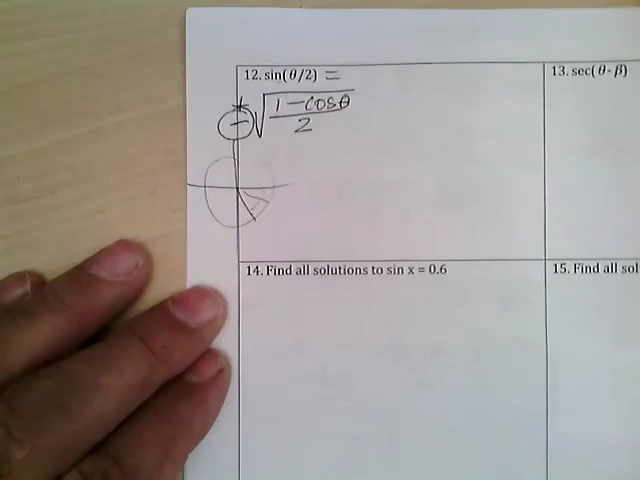 12. sin(θ/2) =
± √((1 - cosθ)/2)
13. sec(θ- β)
14. Find all solutions to sin x = 0.6
15. Find all sol